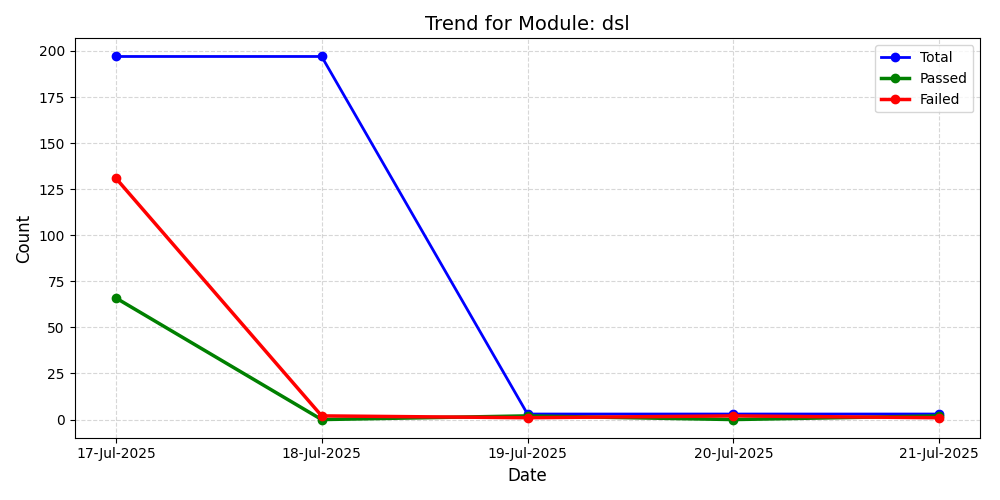 Trend for Module: dsl
200
175
150
125
100
75
50
25
0
Count
Total
Passed
Failed
17-Jul-2025
18-Jul-2025
19-Jul-2025
20-Jul-2025
21-Jul-2025
Date